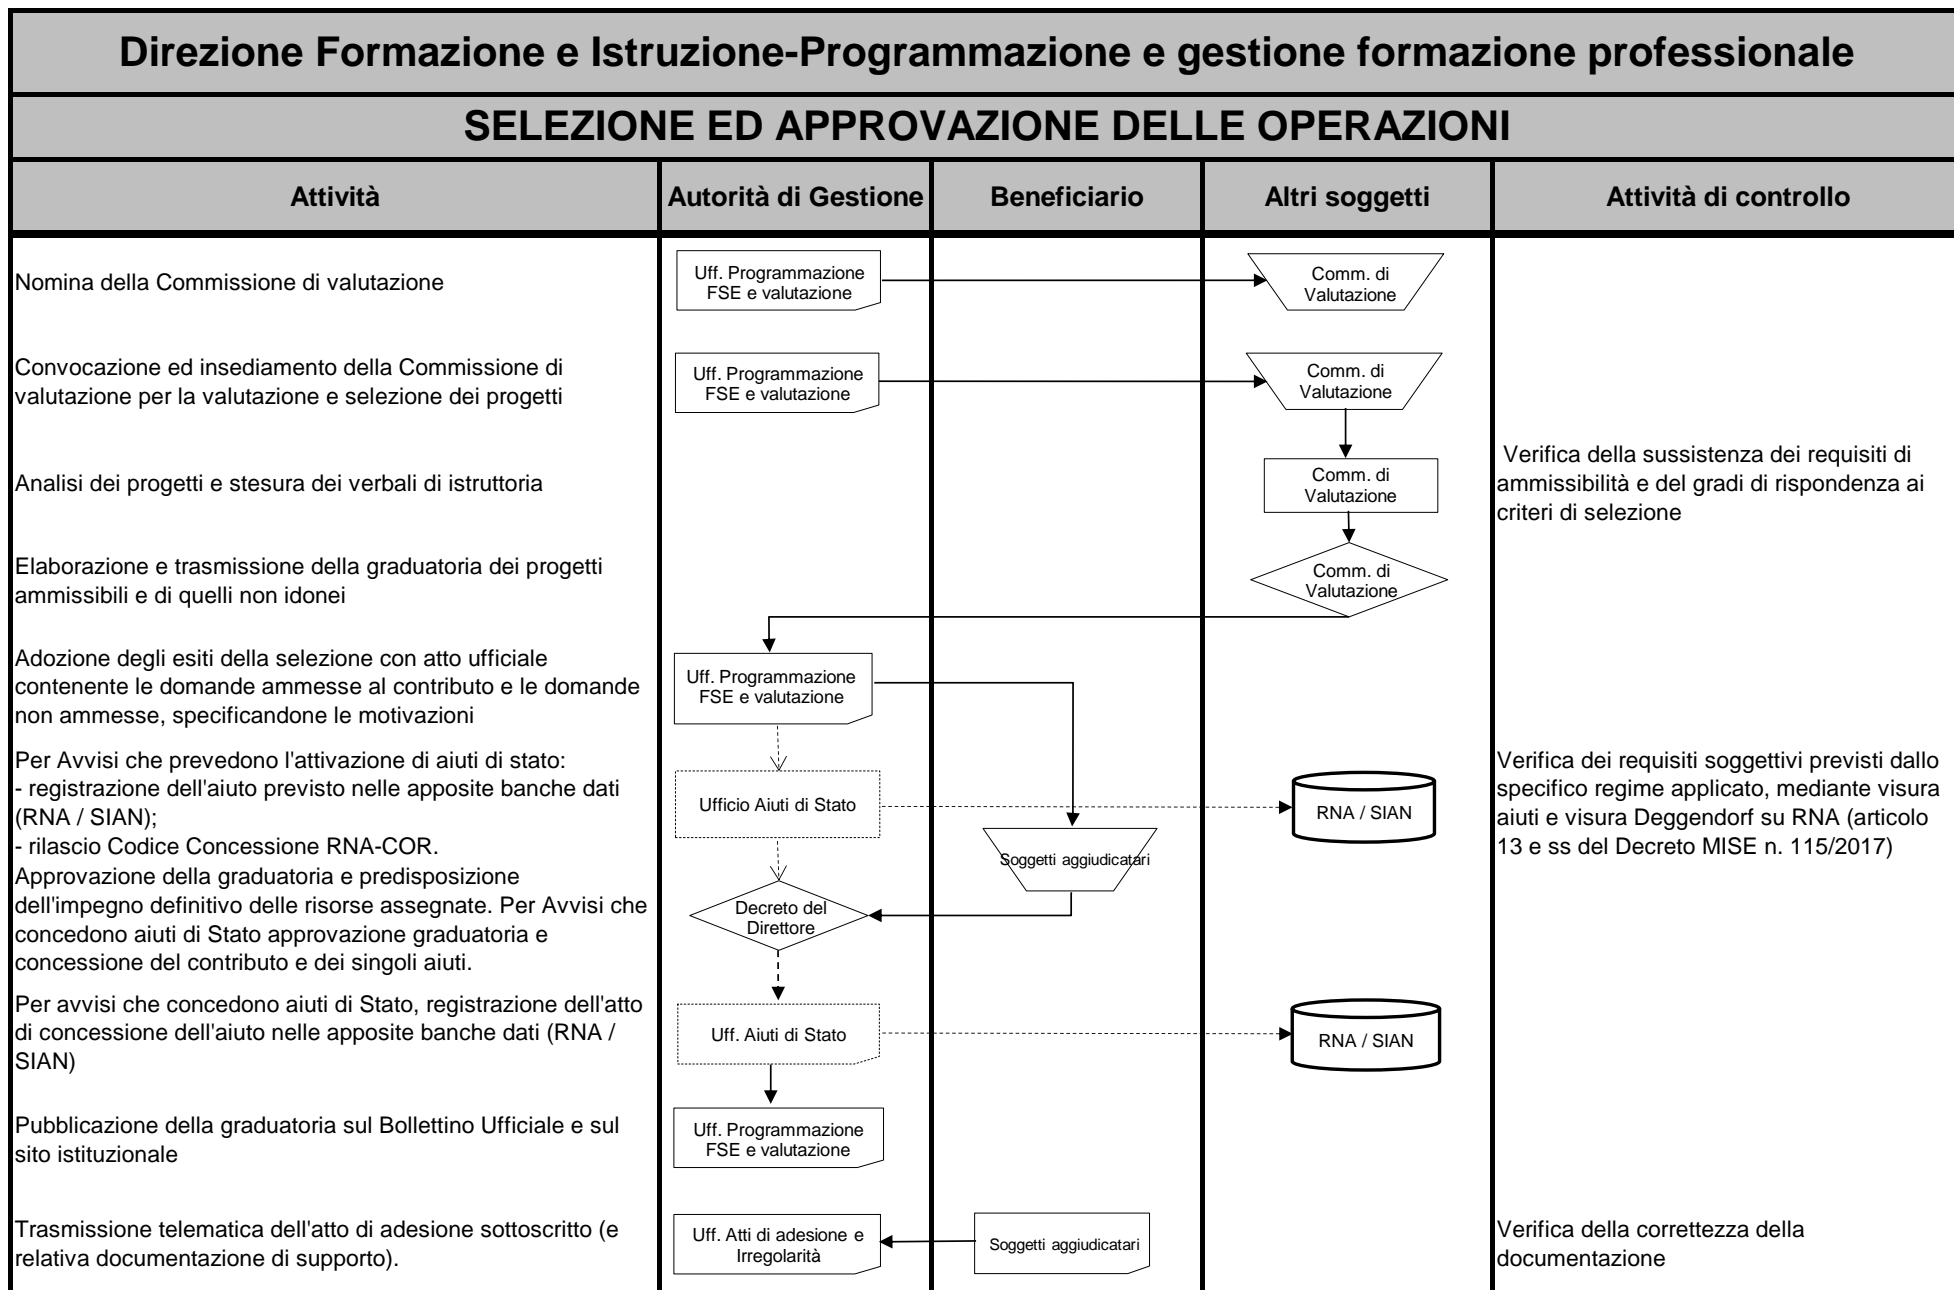 Direzione Formazione e Istruzione-Programmazione e gestione formazione professionale
SELEZIONE ED APPROVAZIONE DELLE OPERAZIONI
Attività
Autorità di Gestione
Beneficiario
Altri soggetti
Attività di controllo
Nomina della Commissione di valutazione
Uff. Programmazione
FSE e valutazione
Comm. di
Valutazione
Convocazione ed insediamento della Commissione di
valutazione per la valutazione e selezione dei progetti
Uff. Programmazione
FSE e valutazione
Comm. di
Valutazione
Analisi dei progetti e stesura dei verbali di istruttoria
Comm. di
Valutazione
Verifica della sussistenza dei requisiti di
ammissibilità e del gradi di rispondenza ai
criteri di selezione
Elaborazione e trasmissione della graduatoria dei progetti
ammissibili e di quelli non idonei
Comm. di
Valutazione
Adozione degli esiti della selezione con atto ufficiale
contenente le domande ammesse al contributo e le domande
non ammesse, specificandone le motivazioni
Uff. Programmazione
FSE e valutazione
Per Avvisi che prevedono l'attivazione di aiuti di stato:
- registrazione dell'aiuto previsto nelle apposite banche dati
(RNA / SIAN);
- rilascio Codice Concessione RNA-COR.
Ufficio Aiuti di Stato
RNA / SIAN
Verifica dei requisiti soggettivi previsti dallo
specifico regime applicato, mediante visura
aiuti e visura Deggendorf su RNA (articolo
13 e ss del Decreto MISE n. 115/2017)
Soggetti aggiudicatari
Approvazione della graduatoria e predisposizione
dell'impegno definitivo delle risorse assegnate. Per Avvisi che
concedono aiuti di Stato approvazione graduatoria e
concessione del contributo e dei singoli aiuti.
Decreto del
Direttore
Per avvisi che concedono aiuti di Stato, registrazione dell'atto
di concessione dell'aiuto nelle apposite banche dati (RNA /
SIAN)
Uff. Aiuti di Stato
RNA / SIAN
Pubblicazione della graduatoria sul Bollettino Ufficiale e sul
sito istituzionale
Uff. Programmazione
FSE e valutazione
Trasmissione telematica dell'atto di adesione sottoscritto (e
relativa documentazione di supporto).
Uff. Atti di adesione e
Irregolarità
Soggetti aggiudicatari
Verifica della correttezza della
documentazione